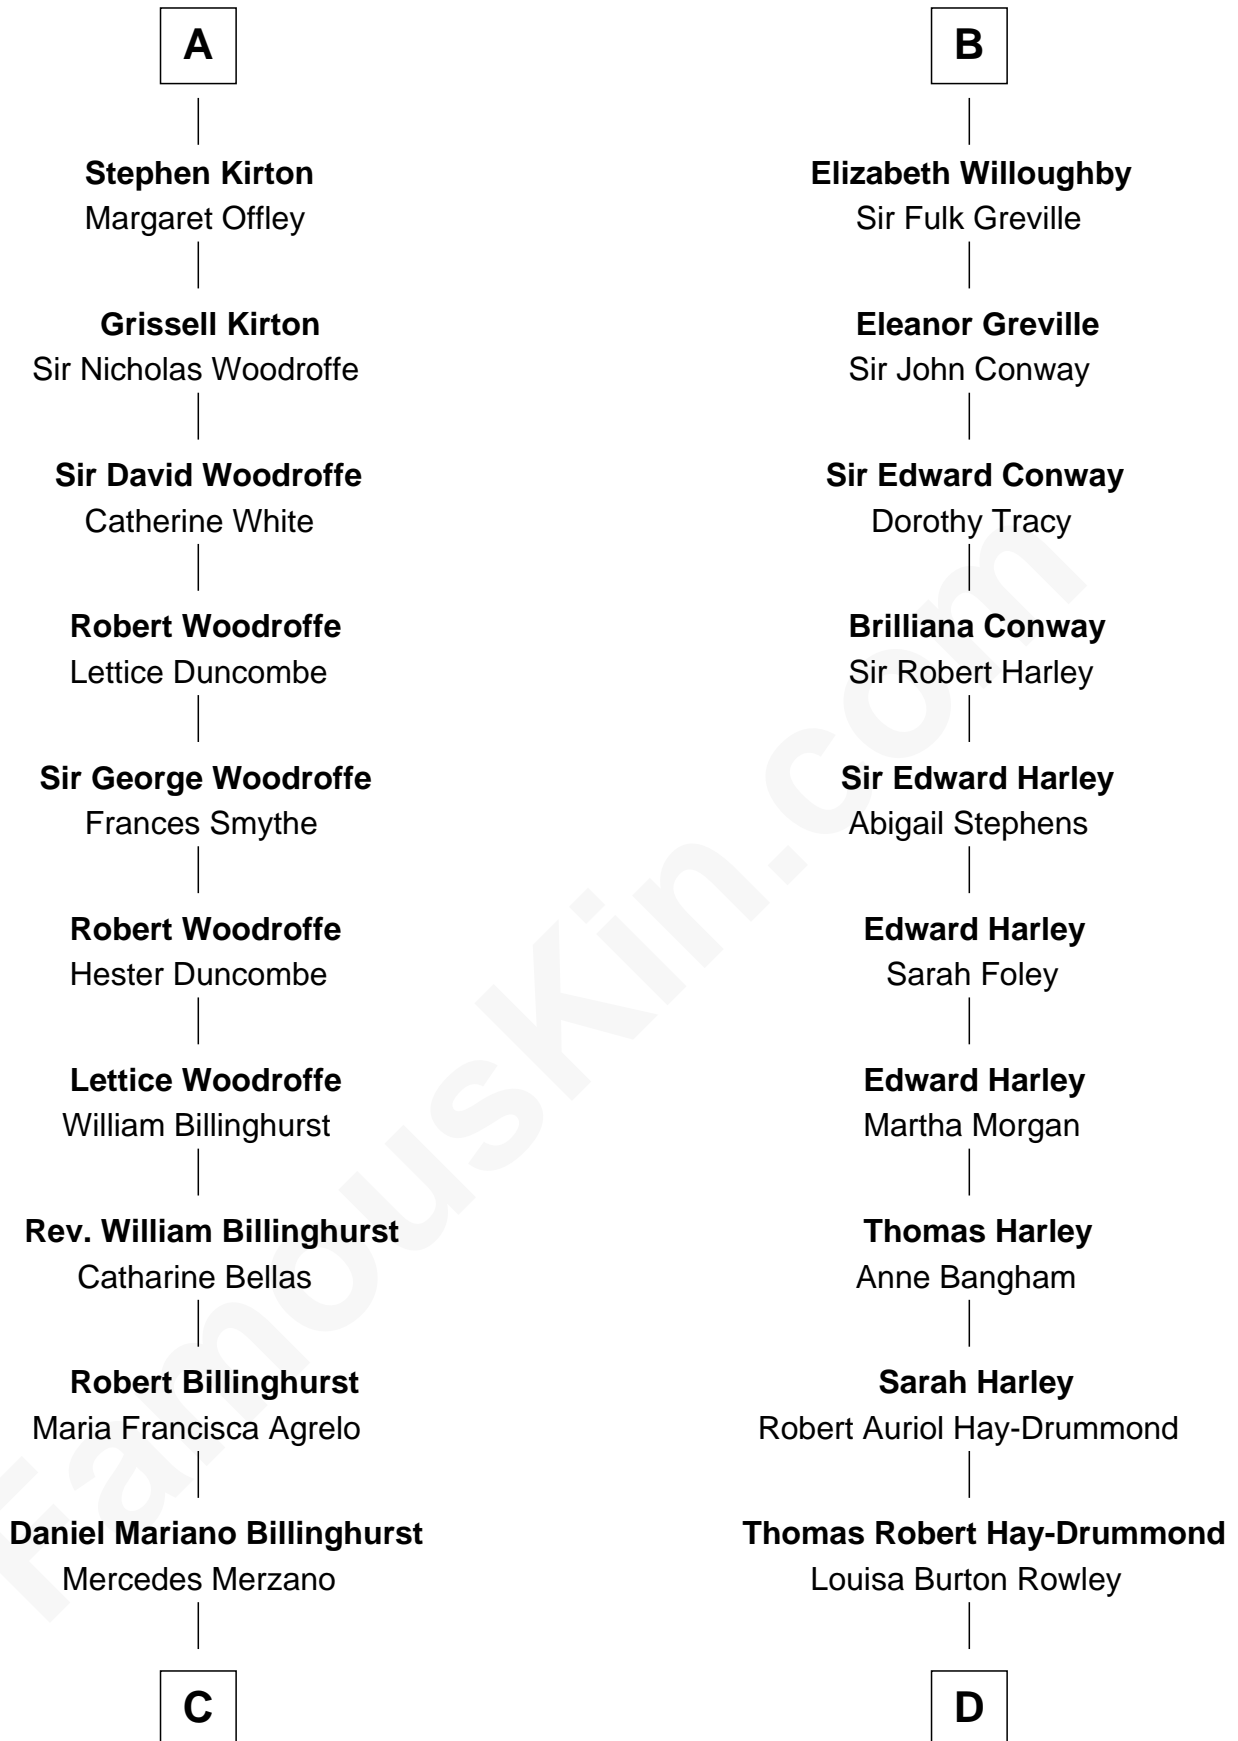 A
Stephen Kirton
Margaret Offley
Grissell Kirton
Sir Nicholas Woodroffe
Sir David Woodroffe
Catherine White
Robert Woodroffe
Lettice Duncombe
Sir George Woodroffe
Frances Smythe
Robert Woodroffe
Hester Duncombe
Lettice Woodroffe
William Billinghurst
Rev. William Billinghurst
Catharine Bellas
Robert Billinghurst
Maria Francisca Agrelo
Daniel Mariano Billinghurst
Mercedes Merzano
C
B
Elizabeth Willoughby
Sir Fulk Greville
Eleanor Greville
Sir John Conway
Sir Edward Conway
Dorothy Tracy
Brilliana Conway
Sir Robert Harley
Sir Edward Harley
Abigail Stephens
Edward Harley
Sarah Foley
Edward Harley
Martha Morgan
Thomas Harley
Anne Bangham
Sarah Harley
Robert Auriol Hay-Drummond
Thomas Robert Hay-Drummond
Louisa Burton Rowley
D
FamousKin.com